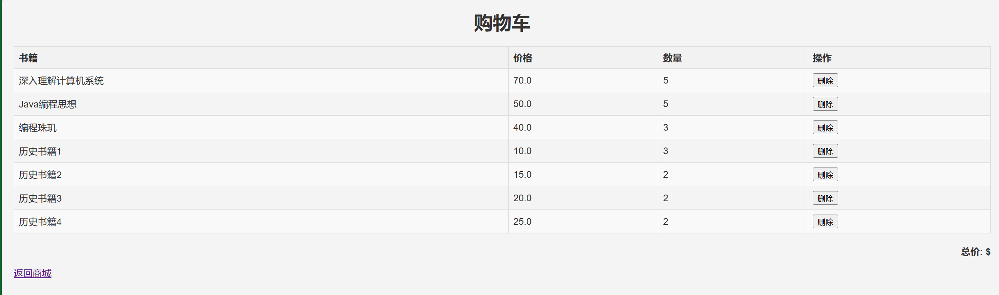 购物车
书籍 价格 数量 操作
深入理解计算机系统 70.0 5 删除
Java编程思想 50.0 5 删除
编程珠玑 40.0 3 删除
历史书籍1 10.0 3 删除
历史书籍2 15.0 2 删除
历史书籍3 20.0 2 删除
历史书籍4 25.0 2 删除
总价: $
返回商城